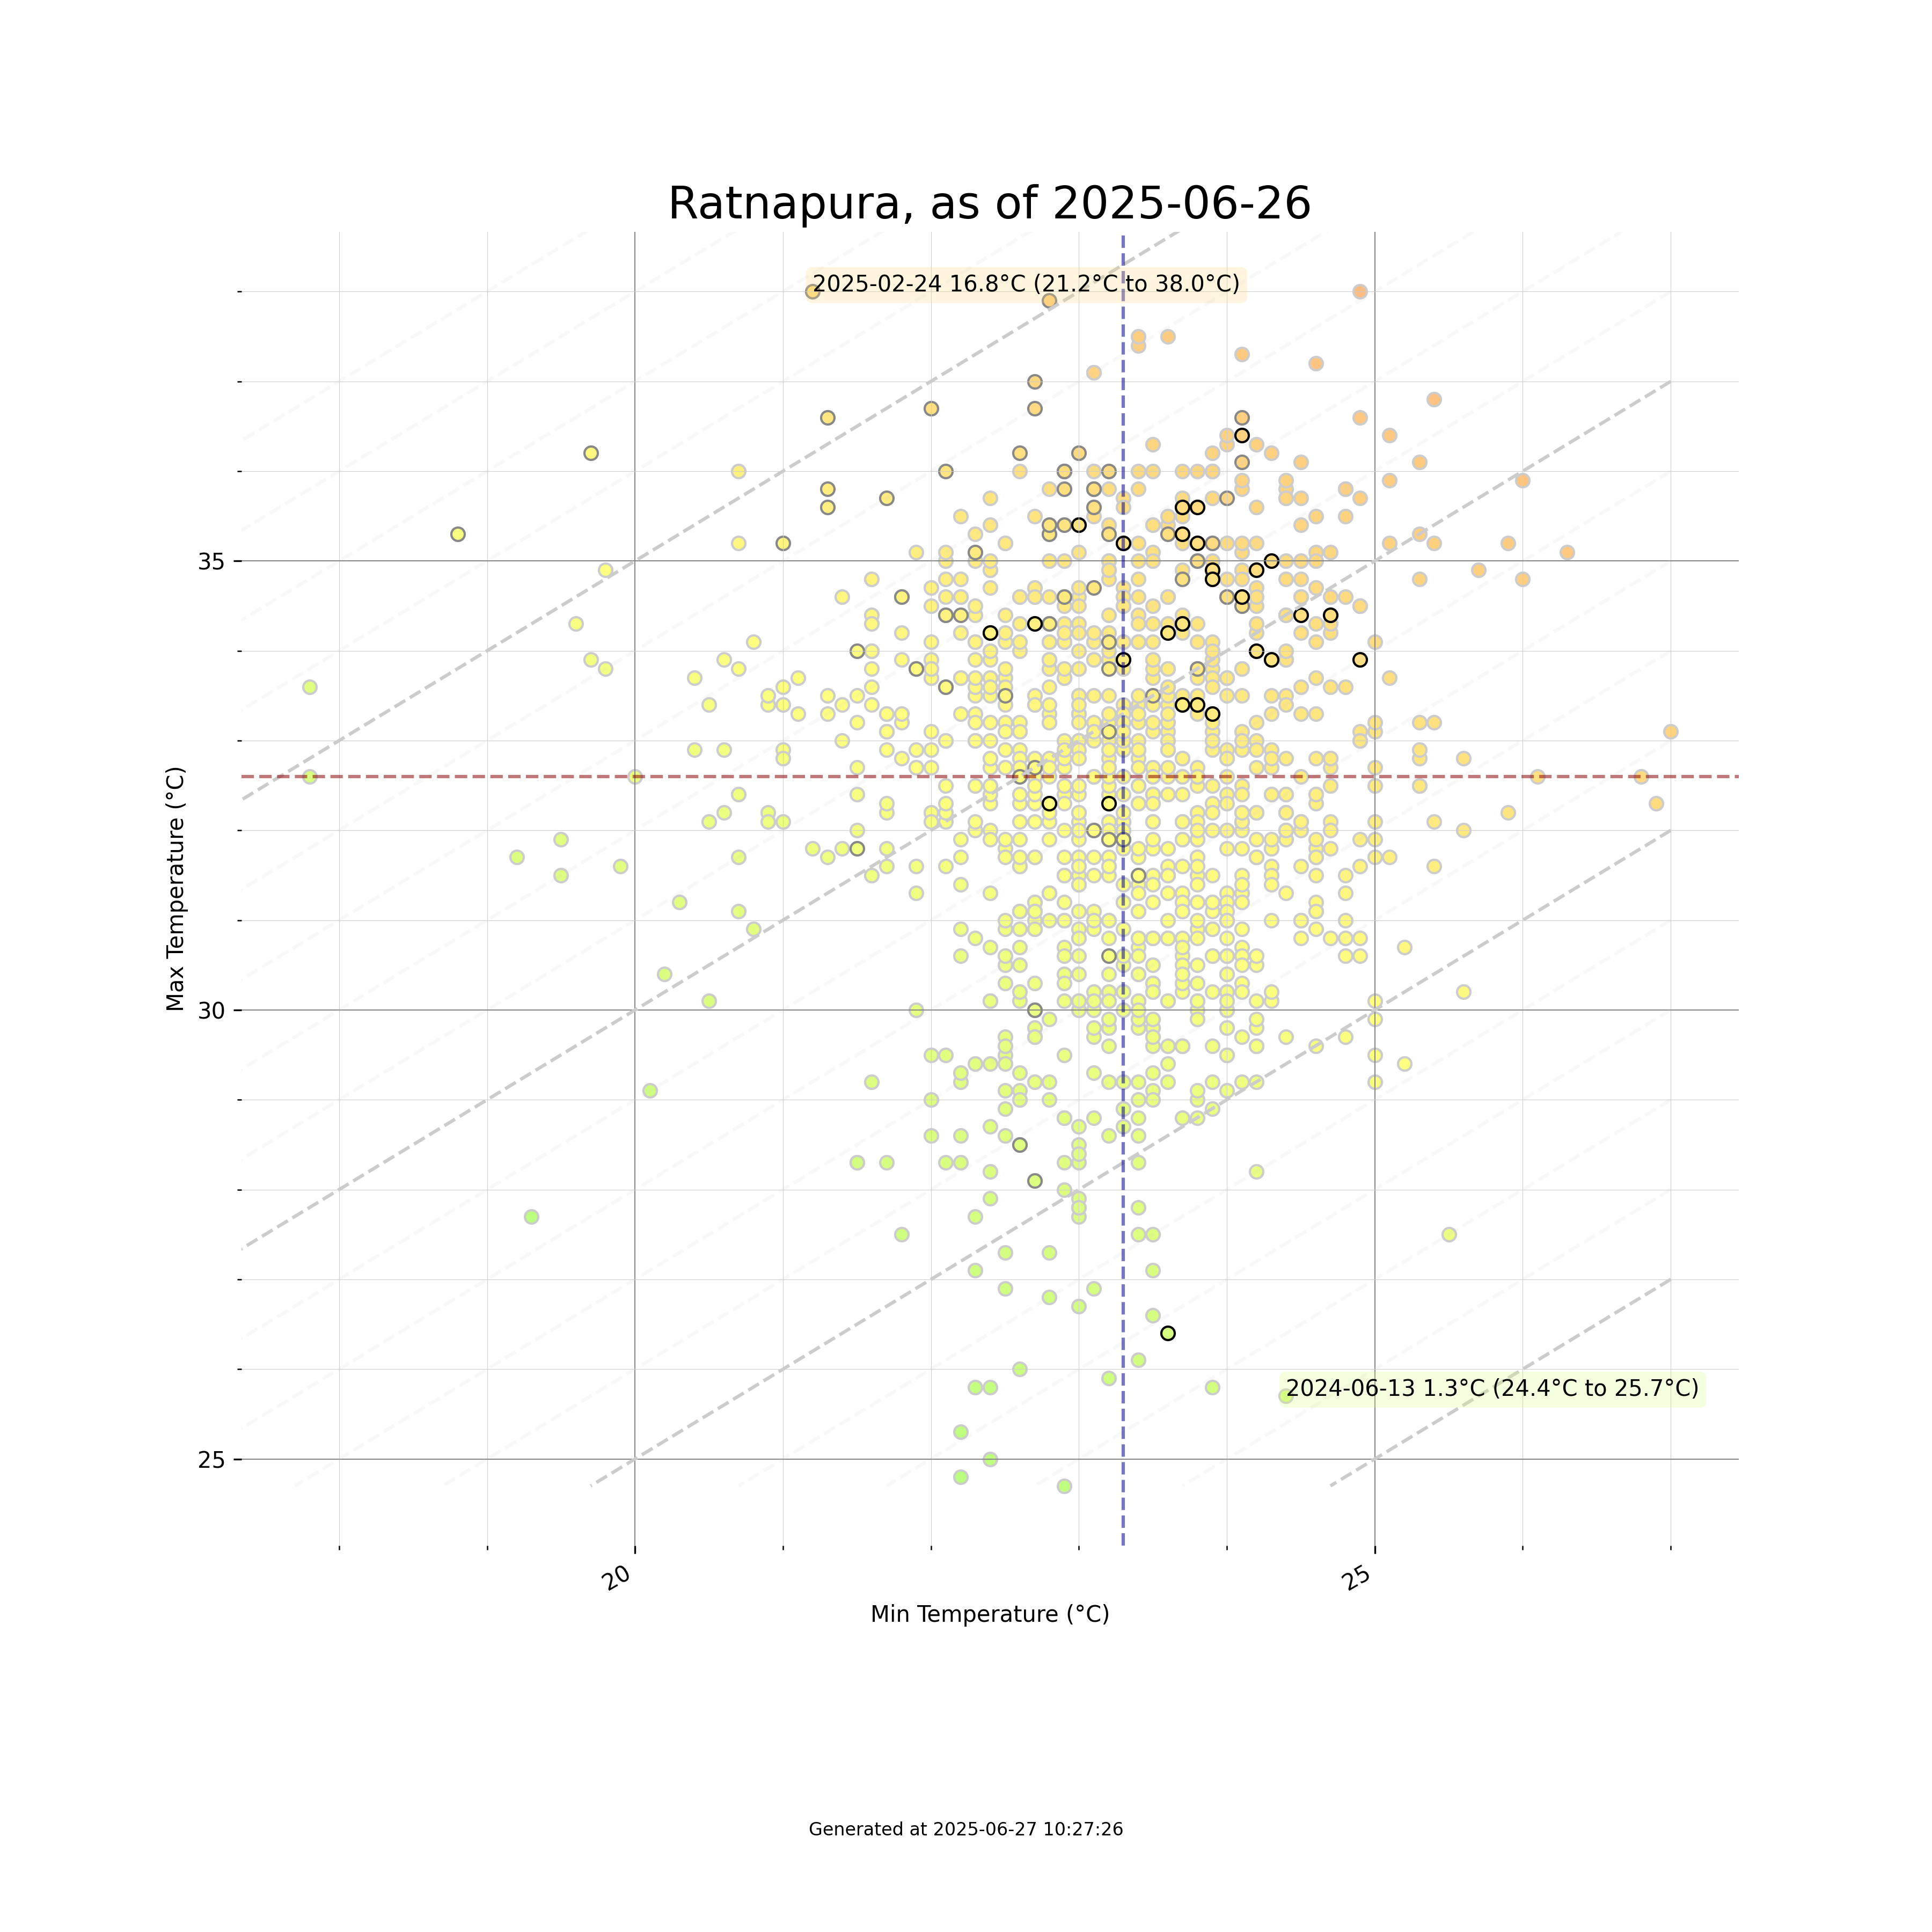 Ratnapura, as of 2025-06-26
2025-02-24 16.8°C (21.2°C to 38.0°C)
35
30
25
Max Temperature (°C)
2024-06-13 1.3°C (24.4°C to 25.7°C)
20
25
Min Temperature (°C)
Generated at 2025-06-27 10:27:26